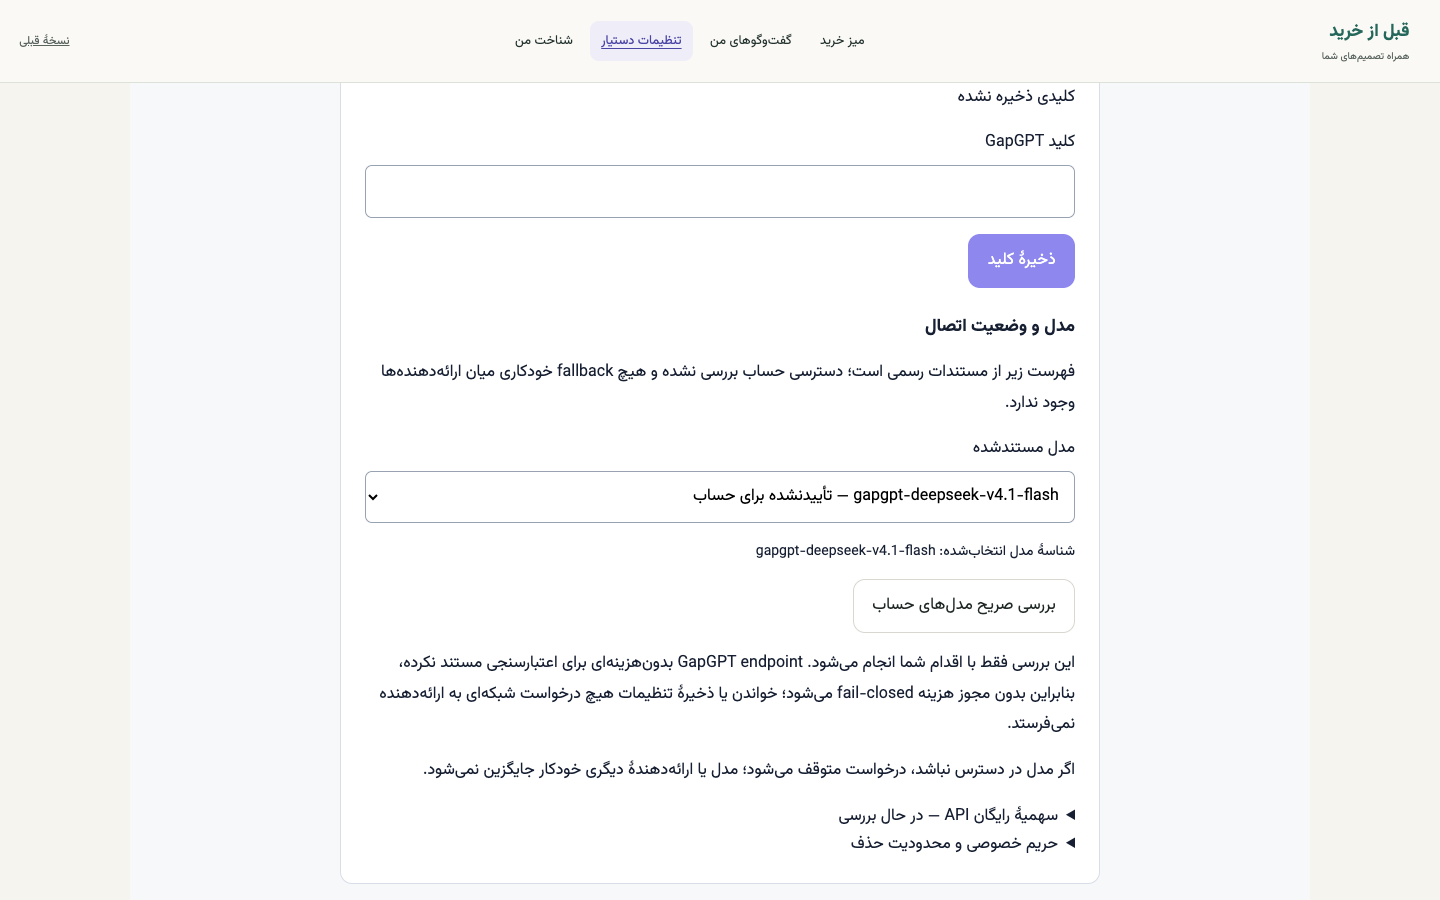 قبل از خرید
همراه تصمیم‌های شما
میز خرید
گفت‌وگوهای من
تنظیمات دستیار
شناخت من
نسخهٔ قبلی
کلیدی ذخیره نشده
کلید GapGPT
ذخیرهٔ کلید
مدل و وضعیت اتصال
فهرست زیر از مستندات رسمی است؛ دسترسی حساب بررسی نشده و هیچ fallback خودکاری میان ارائه‌دهنده‌ها
وجود ندارد.
مدل مستندشده
gapgpt-deepseek-v4.1-flash — تأییدنشده برای حساب
شناسهٔ مدل انتخاب‌شده: gapgpt-deepseek-v4.1-flash
بررسی صریح مدل‌های حساب
این بررسی فقط با اقدام شما انجام می‌شود. GapGPT endpoint بدون‌هزینه‌ای برای اعتبارسنجی مستند نکرده،
بنابراین بدون مجوز هزینه fail-closed می‌شود؛ خواندن یا ذخیرهٔ تنظیمات هیچ درخواست شبکه‌ای به ارائه‌دهنده
نمی‌فرستد.
اگر مدل در دسترس نباشد، درخواست متوقف می‌شود؛ مدل یا ارائه‌دهندهٔ دیگری خودکار جایگزین نمی‌شود.
سهمیهٔ رایگان API — در حال بررسی
حریم خصوصی و محدودیت حذف